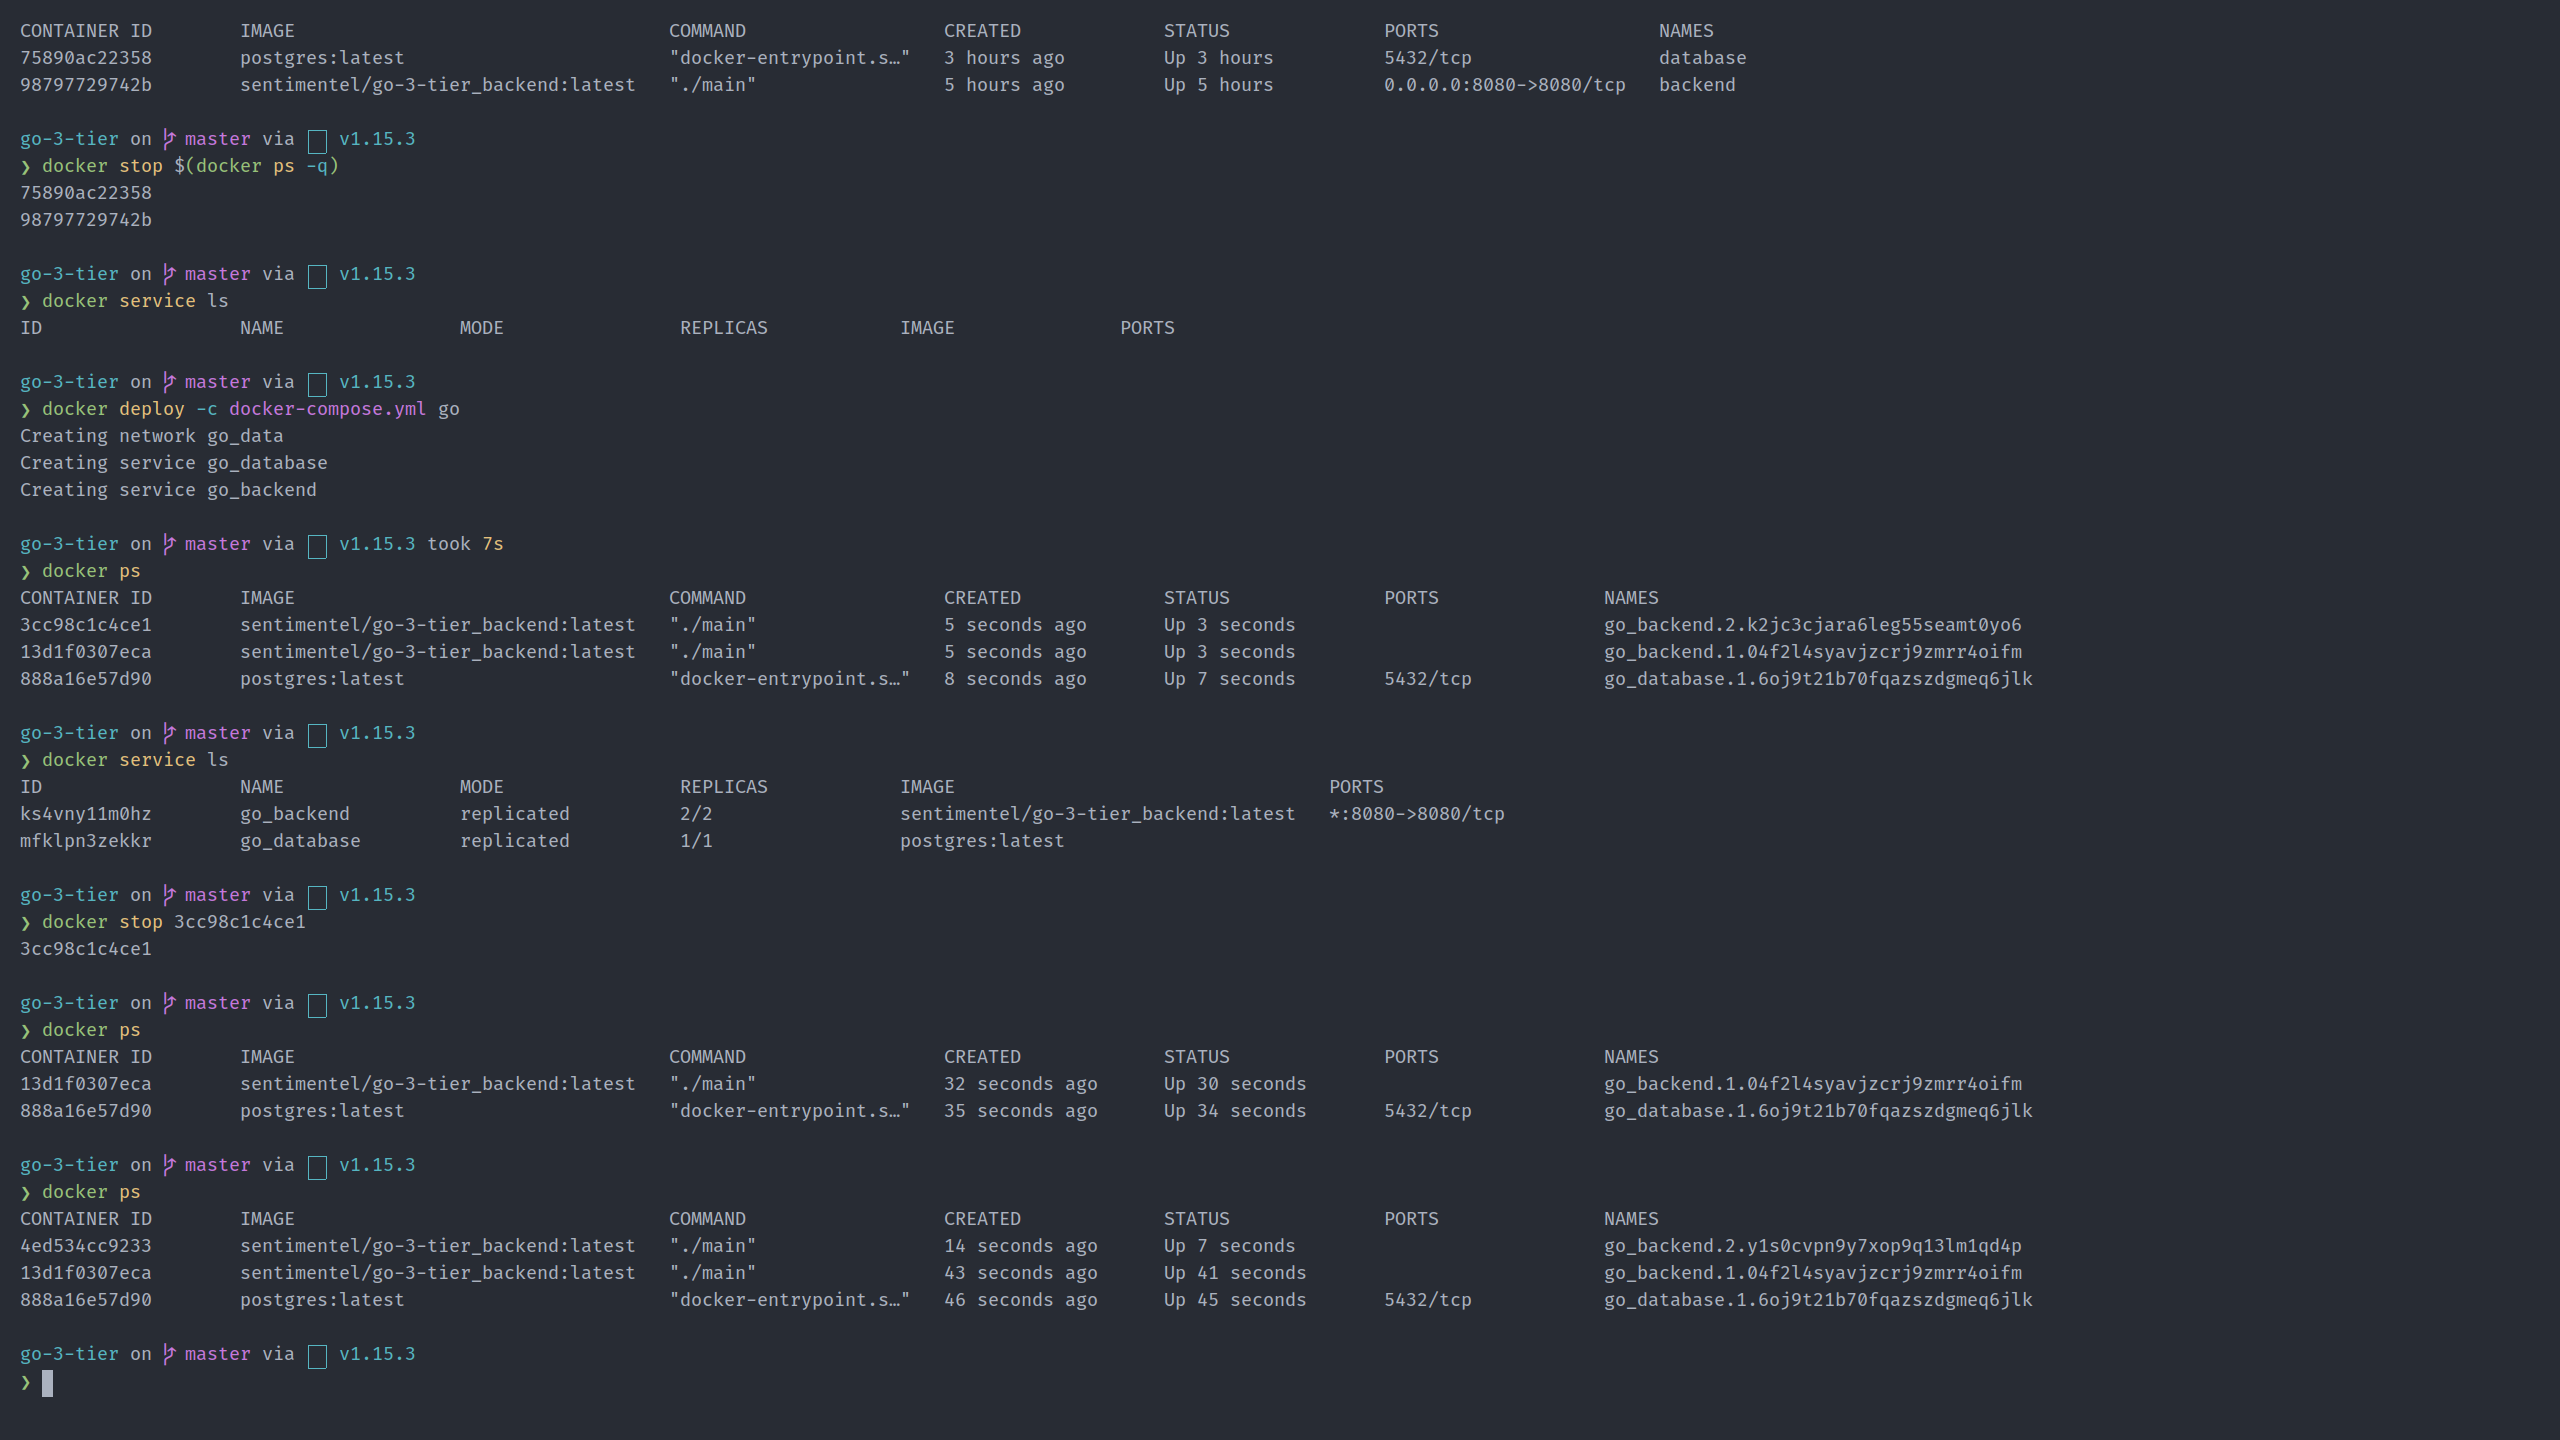 CONTAINER ID        IMAGE                                  COMMAND                  CREATED             STATUS              PORTS                    NAMES
75890ac22358        postgres:latest                        "docker-entrypoint.s…"   3 hours ago         Up 3 hours          5432/tcp                 database
98797729742b        sentimentel/go-3-tier_backend:latest   "./main"                 5 hours ago         Up 5 hours          0.0.0.0:8080->8080/tcp   backend
go-3-tier on master via v1.15.3
❯ docker stop $(docker ps -q)
75890ac22358
98797729742b
go-3-tier on master via v1.15.3
❯ docker service ls
ID                  NAME                MODE                REPLICAS            IMAGE               PORTS
go-3-tier on master via v1.15.3
❯ docker deploy -c docker-compose.yml go
Creating network go_data
Creating service go_database
Creating service go_backend
go-3-tier on master via v1.15.3 took 7s
❯ docker ps
CONTAINER ID        IMAGE                                  COMMAND                  CREATED             STATUS              PORTS               NAMES
3cc98c1c4ce1        sentimentel/go-3-tier_backend:latest   "./main"                 5 seconds ago       Up 3 seconds                            go_backend.2.k2jc3cjara6leg55seamt0yo6
13d1f0307eca        sentimentel/go-3-tier_backend:latest   "./main"                 5 seconds ago       Up 3 seconds                            go_backend.1.04f2l4syavjzcrj9zmrr4oifm
888a16e57d90        postgres:latest                        "docker-entrypoint.s…"   8 seconds ago       Up 7 seconds        5432/tcp            go_database.1.6oj9t21b70fqazszdgmeq6jlk
go-3-tier on master via v1.15.3
❯ docker service ls
ID                  NAME                MODE                REPLICAS            IMAGE                                  PORTS
ks4vny11m0hz        go_backend          replicated          2/2                 sentimentel/go-3-tier_backend:latest   *:8080->8080/tcp
mfklpn3zekkr        go_database         replicated          1/1                 postgres:latest
go-3-tier on master via v1.15.3
❯ docker stop 3cc98c1c4ce1
3cc98c1c4ce1
go-3-tier on master via v1.15.3
❯ docker ps
CONTAINER ID        IMAGE                                  COMMAND                  CREATED             STATUS              PORTS               NAMES
13d1f0307eca        sentimentel/go-3-tier_backend:latest   "./main"                 32 seconds ago      Up 30 seconds                           go_backend.1.04f2l4syavjzcrj9zmrr4oifm
888a16e57d90        postgres:latest                        "docker-entrypoint.s…"   35 seconds ago      Up 34 seconds       5432/tcp            go_database.1.6oj9t21b70fqazszdgmeq6jlk
go-3-tier on master via v1.15.3
❯ docker ps
CONTAINER ID        IMAGE                                  COMMAND                  CREATED             STATUS              PORTS               NAMES
4ed534cc9233        sentimentel/go-3-tier_backend:latest   "./main"                 14 seconds ago      Up 7 seconds                            go_backend.2.y1s0cvpn9y7xop9q13lm1qd4p
13d1f0307eca        sentimentel/go-3-tier_backend:latest   "./main"                 43 seconds ago      Up 41 seconds                           go_backend.1.04f2l4syavjzcrj9zmrr4oifm
888a16e57d90        postgres:latest                        "docker-entrypoint.s…"   46 seconds ago      Up 45 seconds       5432/tcp            go_database.1.6oj9t21b70fqazszdgmeq6jlk
go-3-tier on master via v1.15.3
❯